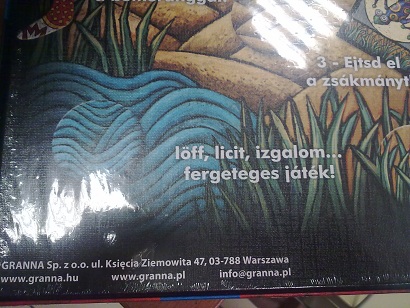 3 - Ejtsd el
a zsákmányt
löff, licit, izgalom...
fergeteges játék!
GRANNA Sp. z o.o. ul. Księcia Ziemowita 47, 03-788 Warszawa
www.granna.hu www.granna.pl info@granna.pl